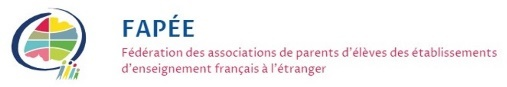 FAPÉE
Fédération des associations de parents d'élèves des établissements
d'enseignement français à l'étranger